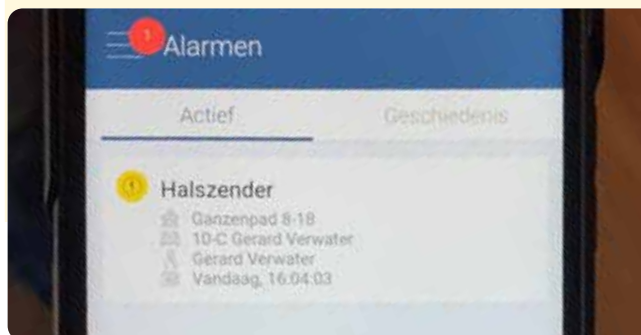 1
Alarmen
Actief Geschiedenis
Halszender
Ganzenpad 8-18
10-C Gerard Verwater
Gerard Verwater
Vandaag, 16:04:03